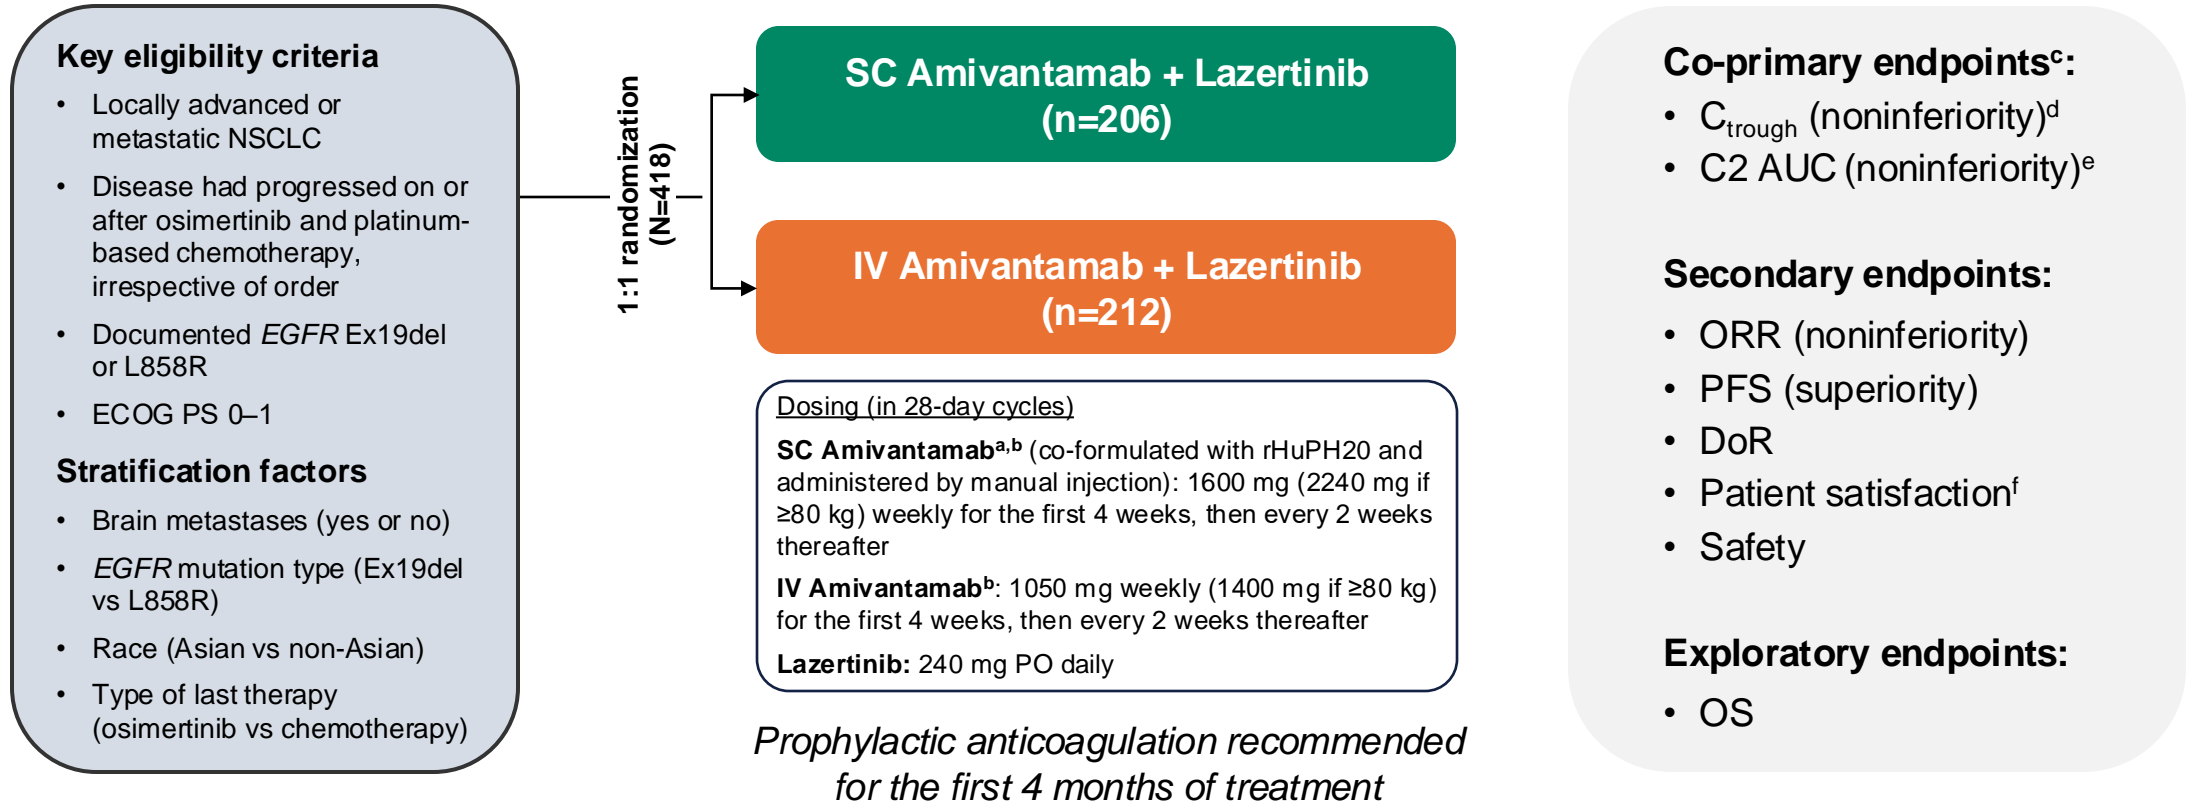 Key eligibility criteria
• Locally advanced or
metastatic NSCLC
• Disease had progressed on or
after osimertinib and platinum-
based chemotherapy,
irrespective of order
• Documented EGFR Ex19del
or L858R
• ECOG PS 0–1
Stratification factors
• Brain metastases (yes or no)
• EGFR mutation type (Ex19del
vs L858R)
• Race (Asian vs non-Asian)
• Type of last therapy
(osimertinib vs chemotherapy)
1:1 randomization
(N=418)
SC Amivantamab + Lazertinib
(n=206)
IV Amivantamab + Lazertinib
(n=212)
Dosing (in 28-day cycles)
SC Amivantamabᵃ,ᵇ (co-formulated with rHuPH20 and
administered by manual injection): 1600 mg (2240 mg if
≥80 kg) weekly for the first 4 weeks, then every 2 weeks
thereafter
IV Amivantamabᵇ: 1050 mg weekly (1400 mg if ≥80 kg)
for the first 4 weeks, then every 2 weeks thereafter
Lazertinib: 240 mg PO daily
Prophylactic anticoagulation recommended
for the first 4 months of treatment
Co-primary endpointsᶜ:
• Ctrough (noninferiority)ᵈ
• C2 AUC (noninferiority)ᵉ
Secondary endpoints:
• ORR (noninferiority)
• PFS (superiority)
• DoR
• Patient satisfactionᶠ
• Safety
Exploratory endpoints:
• OS